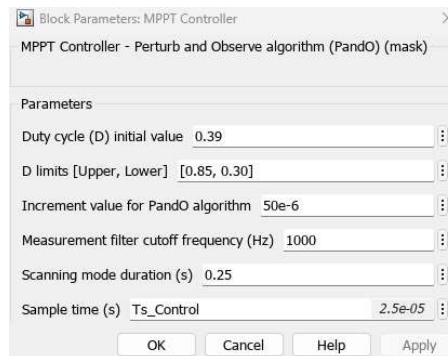 Block Parameters: MPPT Controller
MPPT Controller - Perturb and Observe algorithm (PandO) (mask)
Parameters
Duty cycle (D) initial value 0.39
D limits [Upper, Lower] [0.85, 0.30]
Increment value for PandO algorithm 50e-6
Measurement filter cutoff frequency (Hz) 1000
Scanning mode duration (s) 0.25
Sample time (s) Ts_Control 2.5e-05
OK Cancel Help Apply